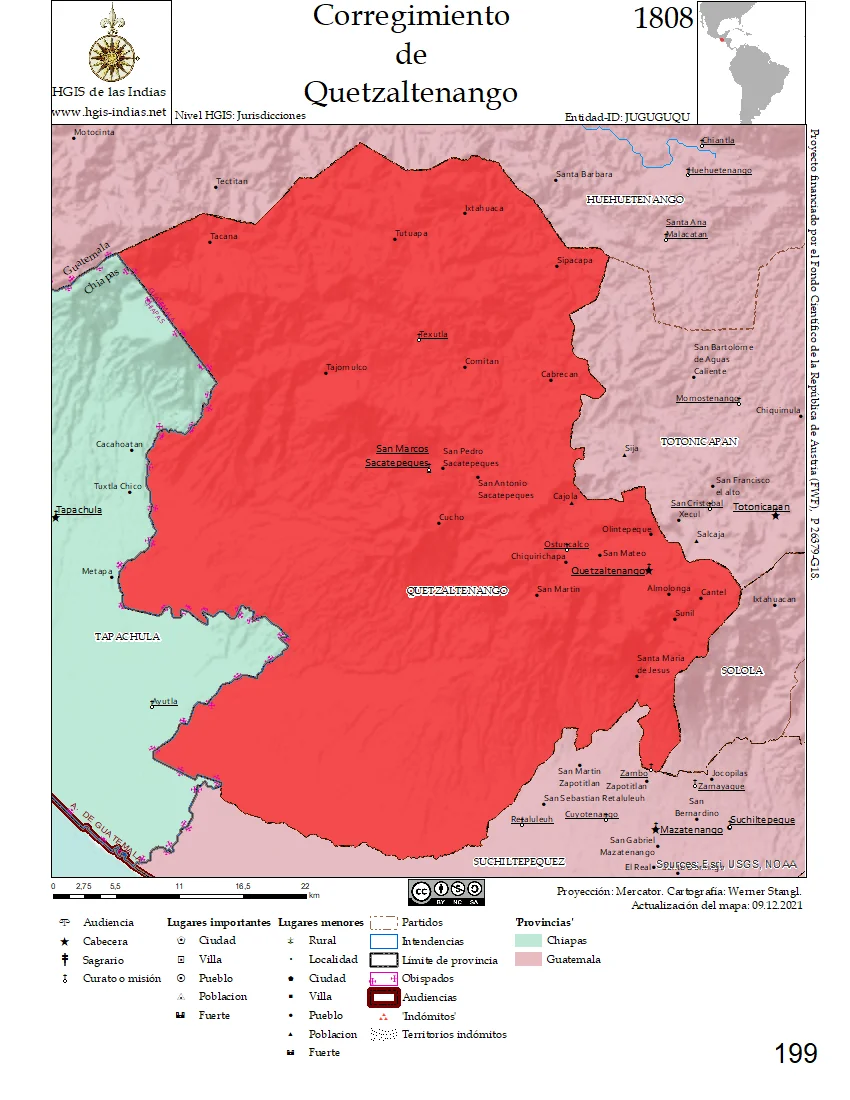 Corregimiento
de
Quetzaltenango
1808
HGIS de las Indias
www.hgis-indias.net
Nivel HGIS: Jurisdicciones
Entidad-ID: JUGUGUQU
Motocinta
Tectitan
Chiantla
Santa Barbara
Huehuetenango
HUEHUETENANGO
Ixtahuaca
Santa Ana
Malacatan
Tacana
Tutuapa
Guatemala
Chiapas
Sipacapa
Texutla
San Bartolome
de Aguas
Caliente
Tajomulco
Comitan
Cabrecan
Momostenango
Chiquimula
Cacahoatan
San Marcos
Sacatepeques
San Pedro
Sacatepeques
TOTONICAPAN
Sija
Tuxtla Chico
San Antonio
Sacatepeques
San Francisco
el alto
Cajola
San Cristobal
Totonicapan
Tapachula
Xecul
Cucho
Olintepeque
Salcaja
Ostuncalco
San Mateo
Chiquirichapa
Metapa
Quetzaltenango
QUETZALTENANGO
San Martin
Almolonga
Cantel
Ixtahuacan
Sunil
TAPACHULA
Santa Maria
de Jesus
SOLOLA
Ayutla
San Martin
Zapotitlan
Zambo
Zapotitlan
Jocopilas
Zamayaque
San Sebastian Retaluleuh
San
Bernardino
A. DE GUATEMALA
Retaluleuh
Cuyotenango
Mazatenango
Suchiltepeque
San Gabriel
Mazatenango
SUCHILTEPEQUEZ
El Real
Sources: Esri, USGS, NOAA
Proyecto financiado por el Fondo Científico de la República de Austria (FWF), P 26379-G18.
0 2,75 5,5 11 16,5 22
km
CC BY NC SA
Proyección: Mercator. Cartografía: Werner Stangl.
Actualización del mapa: 09.12.2021
Audiencia
Cabecera
Sagrario
Curato o misión
Lugares importantes
Ciudad
Villa
Pueblo
Poblacion
Fuerte
Lugares menores
Rural
Localidad
Ciudad
Villa
Pueblo
Poblacion
Fuerte
Partidos
Intendencias
Límite de provincia
Obispados
Audiencias
'Indómitos'
Territorios indómitos
'Provincias'
Chiapas
Guatemala
199